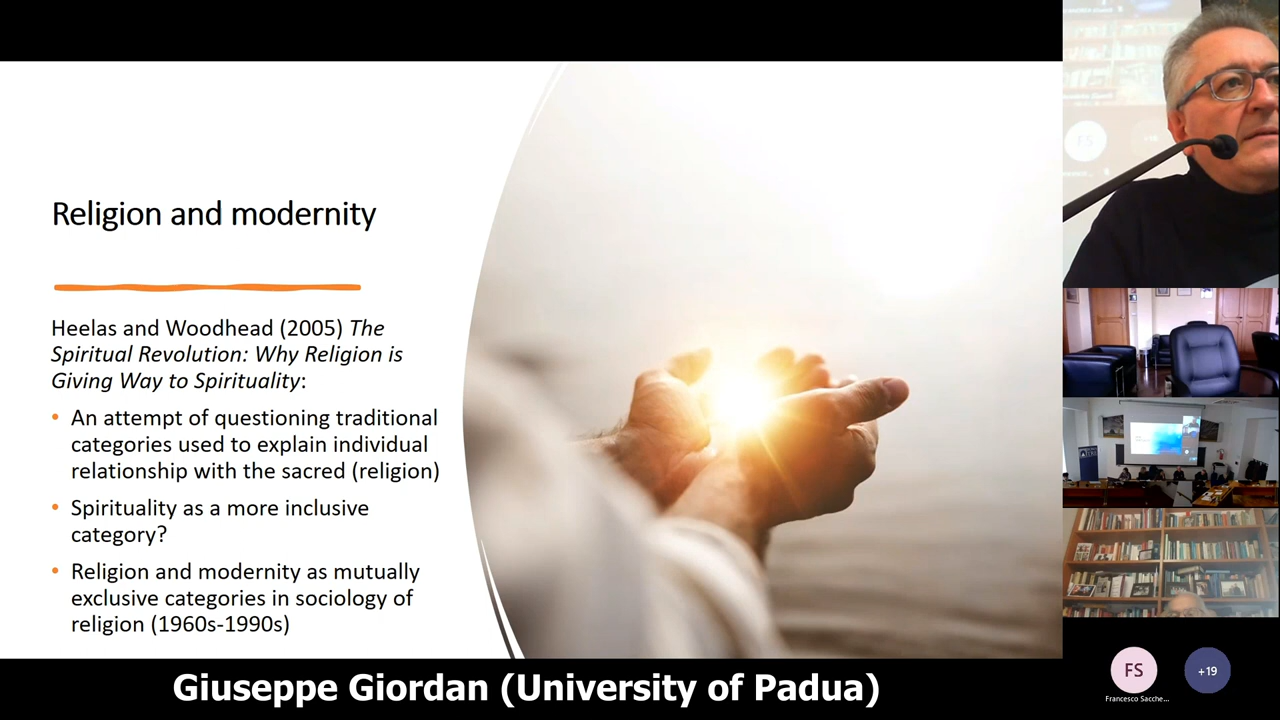 Religion and modernity
Heelas and Woodhead (2005) The
Spiritual Revolution: Why Religion is
Giving Way to Spirituality:
• An attempt of questioning traditional
categories used to explain individual
relationship with the sacred (religion)
• Spirituality as a more inclusive
category?
• Religion and modernity as mutually
exclusive categories in sociology of
religion (1960s-1990s)
FS
FS
+19
Francesco Sacche...
Giuseppe Giordan (University of Padua)